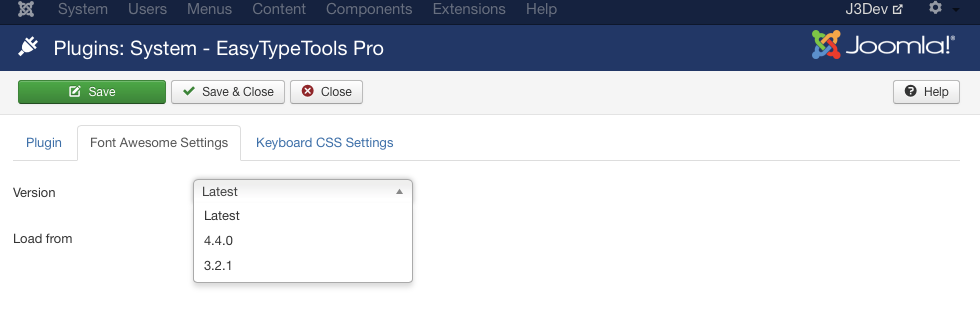 System Users Menus Content Components Extensions Help J3Dev
Plugins: System - EasyTypeTools Pro Joomla!®
Save Save & Close Close Help
Plugin Font Awesome Settings Keyboard CSS Settings
Version Latest
Latest
Load from
4.4.0
3.2.1